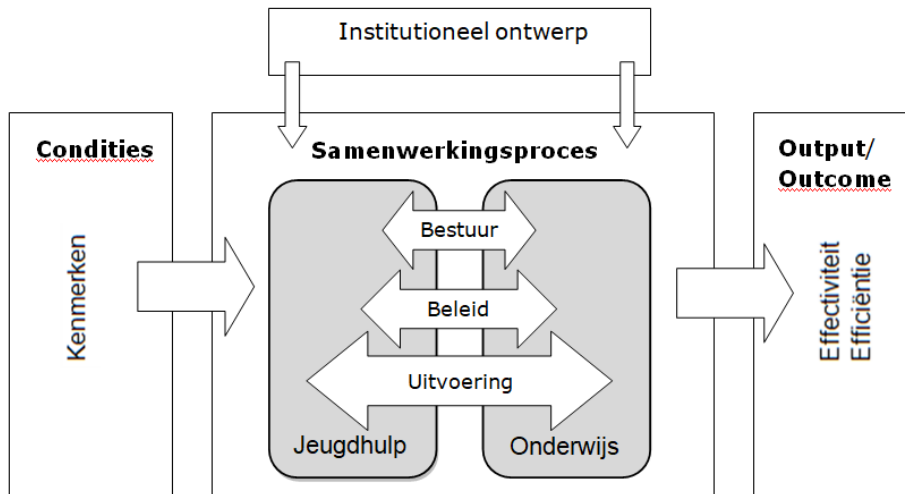 Institutioneel ontwerp
Condities
Kenmerken
Samenwerkingsproces
Bestuur
Beleid
Uitvoering
Jeugdhulp
Onderwijs
Output/
Outcome
Effectiviteit
Efficiëntie